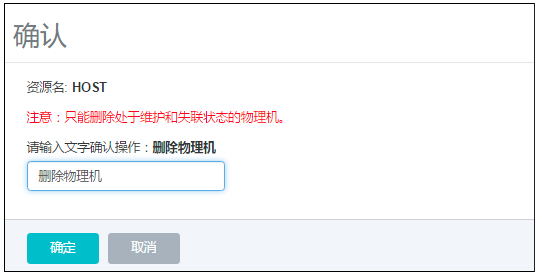 确认
资源名: HOST
注意：只能删除处于维护和失联状态的物理机。
请输入文字确认操作：删除物理机
删除物理机
确定
取消